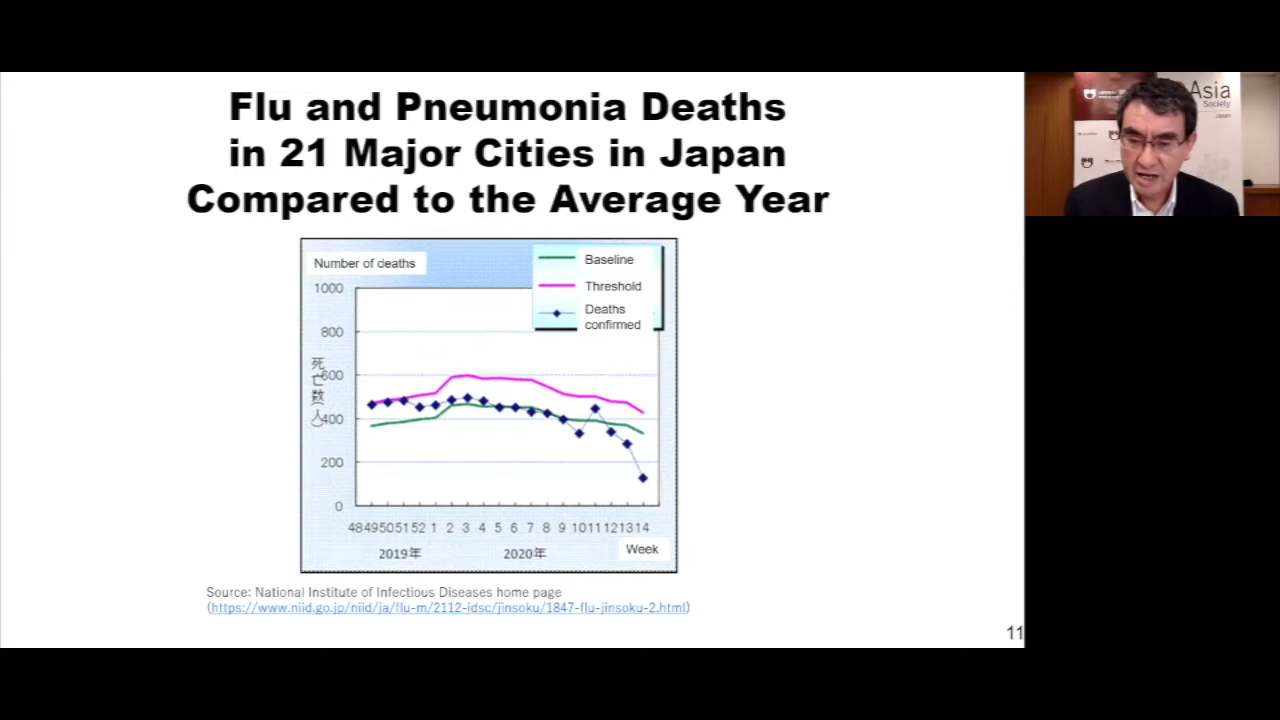 Flu and Pneumonia Deaths
in 21 Major Cities in Japan
Compared to the Average Year
Number of deaths
Baseline
Threshold
Deaths
confirmed
1000
800
600
400
200
0
死亡数(人)
48 49 50 51 52 1 2 3 4 5 6 7 8 9 10 11 12 13 14
2019年 2020年
Week
Source: National Institute of Infectious Diseases home page
(https://www.niid.go.jp/niid/ja/flu-m/2112-idsc/jinsoku/1847-flu-jinsoku-2.html)
11
Asia
Society
Japan